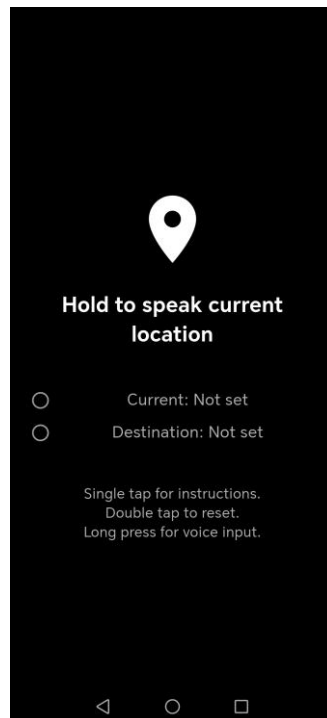 Hold to speak current
location
Current: Not set
Destination: Not set
Single tap for instructions.
Double tap to reset.
Long press for voice input.